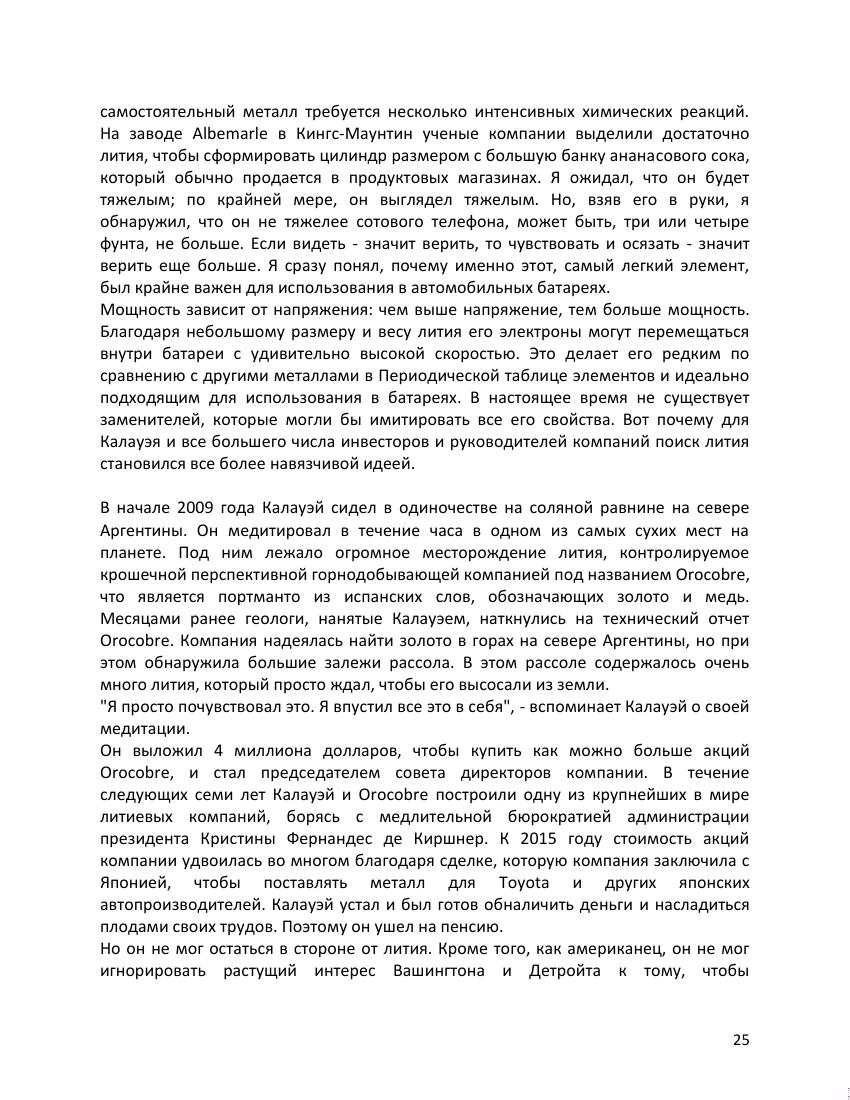 самостоятельный металл требуется несколько интенсивных химических реакций.
На заводе Albemarle в Кингс-Маунтин ученые компании выделили достаточно
лития, чтобы сформировать цилиндр размером с большую банку ананасового сока,
который обычно продается в продуктовых магазинах. Я ожидал, что он будет
тяжелым; по крайней мере, он выглядел тяжелым. Но, взяв его в руки, я
обнаружил, что он не тяжелее сотового телефона, может быть, три или четыре
фунта, не больше. Если видеть - значит верить, то чувствовать и осязать - значит
верить еще больше. Я сразу понял, почему именно этот, самый легкий элемент,
был крайне важен для использования в автомобильных батареях.
Мощность зависит от напряжения: чем выше напряжение, тем больше мощность.
Благодаря небольшому размеру и весу лития его электроны могут перемещаться
внутри батареи с удивительно высокой скоростью. Это делает его редким по
сравнению с другими металлами в Периодической таблице элементов и идеально
подходящим для использования в батареях. В настоящее время не существует
заменителей, которые могли бы имитировать все его свойства. Вот почему для
Калауэя и все большего числа инвесторов и руководителей компаний поиск лития
становился все более навязчивой идеей.
В начале 2009 года Калауэй сидел в одиночестве на соляной равнине на севере
Аргентины. Он медитировал в течение часа в одном из самых сухих мест на
планете. Под ним лежало огромное месторождение лития, контролируемое
крошечной перспективной горнодобывающей компанией под названием Orocobre,
что является портманто из испанских слов, обозначающих золото и медь.
Месяцами ранее геологи, нанятые Калауэем, наткнулись на технический отчет
Orocobre. Компания надеялась найти золото в горах на севере Аргентины, но при
этом обнаружила большие залежи рассола. В этом рассоле содержалось очень
много лития, который просто ждал, чтобы его высосали из земли.
"Я просто почувствовал это. Я впустил все это в себя", - вспоминает Калауэй о своей
медитации.
Он выложил 4 миллиона долларов, чтобы купить как можно больше акций
Orocobre, и стал председателем совета директоров компании. В течение
следующих семи лет Калауэй и Orocobre построили одну из крупнейших в мире
литиевых компаний, борясь с медлительной бюрократией администрации
президента Кристины Фернандес де Киршнер. К 2015 году стоимость акций
компании удвоилась во многом благодаря сделке, которую компания заключила с
Японией, чтобы поставлять металл для Toyota и других японских
автопроизводителей. Калауэй устал и был готов обналичить деньги и насладиться
плодами своих трудов. Поэтому он ушел на пенсию.
Но он не мог остаться в стороне от лития. Кроме того, как американец, он не мог
игнорировать растущий интерес Вашингтона и Детройта к тому, чтобы
25